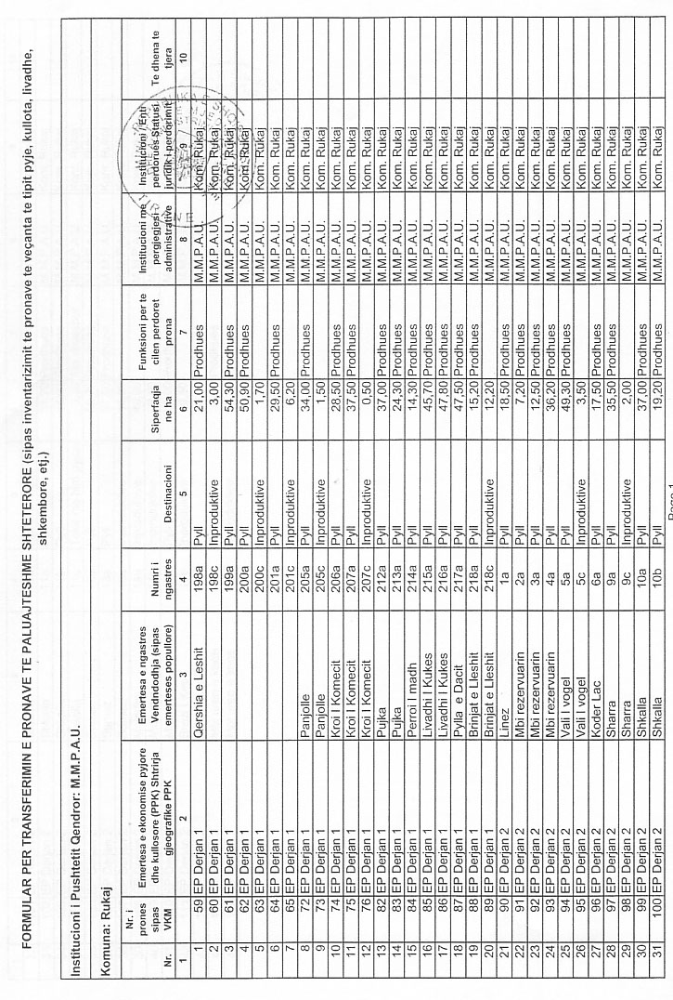 FORMULAR PER TRANSFERIMIN E PRONAVE TE PALUAJTESHME SHTETERORE (sipas inventarizimit te pronave te veçanta te tipit pyje, kullota, livadhe,
shkembore, etj.)
Institucioni i Pushtetit Qendror: M.M.P.A.U.
Komuna: Rukaj
Nr. | Nr. i prones sipas VKM | Emertesa e ekonomise pyjore dhe kullosore (PPK) Shtrirja gjeografike PPK | Emertesa e ngastres Vendndodhja (sipas emerteses popullore) | Numri i ngastres | Destinacioni | Siperfaqja ne ha | Funksioni per te cilen perdoret prona | Institucioni me pergjegjesi administrative | Institucioni /Enti perdorues Statusi juridik i perdorimit | Te dhena te tjera
1 | 2 | 3 | 4 | 5 | 6 | 7 | 8 | 9 | 10
1 | 59 | EP Derjan 1 | Qershia e Leshit | 198a | Pyll | 21,00 | Prodhues | M.M.P.A.U. | Kom. Rukaj
2 | 60 | EP Derjan 1 | 198c | Inproduktive | 3,00 | M.M.P.A.U. | Kom. Rukaj
3 | 61 | EP Derjan 1 | 199a | Pyll | 54,30 | Prodhues | M.M.P.A.U. | Kom. Rukaj
4 | 62 | EP Derjan 1 | 200a | Pyll | 50,90 | Prodhues | M.M.P.A.U. | Kom. Rukaj
5 | 63 | EP Derjan 1 | 200c | Inproduktive | 1,70 | M.M.P.A.U. | Kom. Rukaj
6 | 64 | EP Derjan 1 | 201a | Pyll | 29,50 | Prodhues | M.M.P.A.U. | Kom. Rukaj
7 | 65 | EP Derjan 1 | 201c | Inproduktive | 6,20 | M.M.P.A.U. | Kom. Rukaj
8 | 72 | EP Derjan 1 | Panjolle | 205a | Pyll | 34,00 | Prodhues | M.M.P.A.U. | Kom. Rukaj
9 | 73 | EP Derjan 1 | Panjolle | 205c | Inproduktive | 1,50 | M.M.P.A.U. | Kom. Rukaj
10 | 74 | EP Derjan 1 | Kroi I Komecit | 206a | Pyll | 28,50 | Prodhues | M.M.P.A.U. | Kom. Rukaj
11 | 75 | EP Derjan 1 | Kroi I Komecit | 207a | Pyll | 37,50 | Prodhues | M.M.P.A.U. | Kom. Rukaj
12 | 76 | EP Derjan 1 | Kroi I Komecit | 207c | Inproduktive | 0,50 | M.M.P.A.U. | Kom. Rukaj
13 | 82 | EP Derjan 1 | Pujka | 212a | Pyll | 37,00 | Prodhues | M.M.P.A.U. | Kom. Rukaj
14 | 83 | EP Derjan 1 | Pujka | 213a | Pyll | 24,30 | Prodhues | M.M.P.A.U. | Kom. Rukaj
15 | 84 | EP Derjan 1 | Perroi I madh | 214a | Pyll | 14,30 | Prodhues | M.M.P.A.U. | Kom. Rukaj
16 | 85 | EP Derjan 1 | Livadhi I Kukes | 215a | Pyll | 45,70 | Prodhues | M.M.P.A.U. | Kom. Rukaj
17 | 86 | EP Derjan 1 | Livadhi I Kukes | 216a | Pyll | 47,80 | Prodhues | M.M.P.A.U. | Kom. Rukaj
18 | 87 | EP Derjan 1 | Pylla e Dacit | 217a | Pyll | 47,50 | Prodhues | M.M.P.A.U. | Kom. Rukaj
19 | 88 | EP Derjan 1 | Brinjat e Lleshit | 218a | Pyll | 15,20 | Prodhues | M.M.P.A.U. | Kom. Rukaj
20 | 89 | EP Derjan 1 | Brinjat e Lleshit | 218c | Inproduktive | 12,20 | M.M.P.A.U. | Kom. Rukaj
21 | 90 | EP Derjan 2 | Linez | 1a | Pyll | 18,50 | Prodhues | M.M.P.A.U. | Kom. Rukaj
22 | 91 | EP Derjan 2 | Mbi rezervuarin | 2a | Pyll | 7,20 | Prodhues | M.M.P.A.U. | Kom. Rukaj
23 | 92 | EP Derjan 2 | Mbi rezervuarin | 3a | Pyll | 12,50 | Prodhues | M.M.P.A.U. | Kom. Rukaj
24 | 93 | EP Derjan 2 | Mbi rezervuarin | 4a | Pyll | 36,20 | Prodhues | M.M.P.A.U. | Kom. Rukaj
25 | 94 | EP Derjan 2 | Vali I vogel | 5a | Pyll | 49,30 | Prodhues | M.M.P.A.U. | Kom. Rukaj
26 | 95 | EP Derjan 2 | Vali I vogel | 5c | Inproduktive | 3,50 | M.M.P.A.U. | Kom. Rukaj
27 | 96 | EP Derjan 2 | Koder Lac | 6a | Pyll | 17,50 | Prodhues | M.M.P.A.U. | Kom. Rukaj
28 | 97 | EP Derjan 2 | Sharra | 9a | Pyll | 35,50 | Prodhues | M.M.P.A.U. | Kom. Rukaj
29 | 98 | EP Derjan 2 | Sharra | 9c | Inproduktive | 2,00 | M.M.P.A.U. | Kom. Rukaj
30 | 99 | EP Derjan 2 | Shkalla | 10a | Pyll | 37,00 | Prodhues | M.M.P.A.U. | Kom. Rukaj
31 | 100 | EP Derjan 2 | Shkalla | 10b | Pyll | 19,20 | Prodhues | M.M.P.A.U. | Kom. Rukaj
Page 1